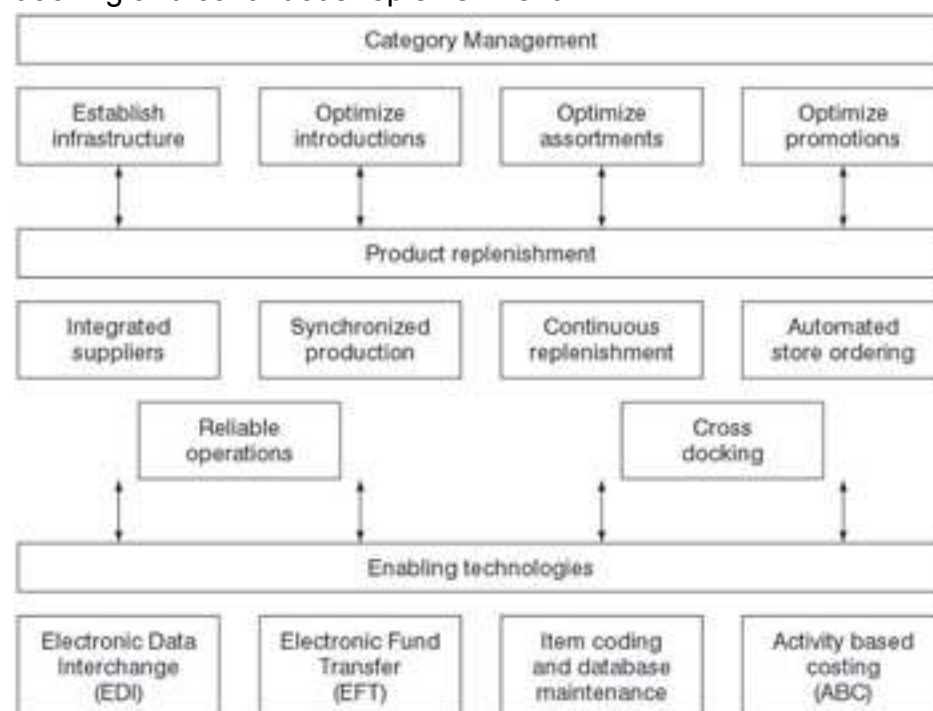 Category Management
Establish
infrastructure
Optimize
introductions
Optimize
assortments
Optimize
promotions
Product replenishment
Integrated
suppliers
Synchronized
production
Continuous
replenishment
Automated
store ordering
Reliable
operations
Cross
docking
Enabling technologies
Electronic Data
Interchange
(EDI)
Electronic Fund
Transfer
(EFT)
Item coding
and database
maintenance
Activity based
costing
(ABC)